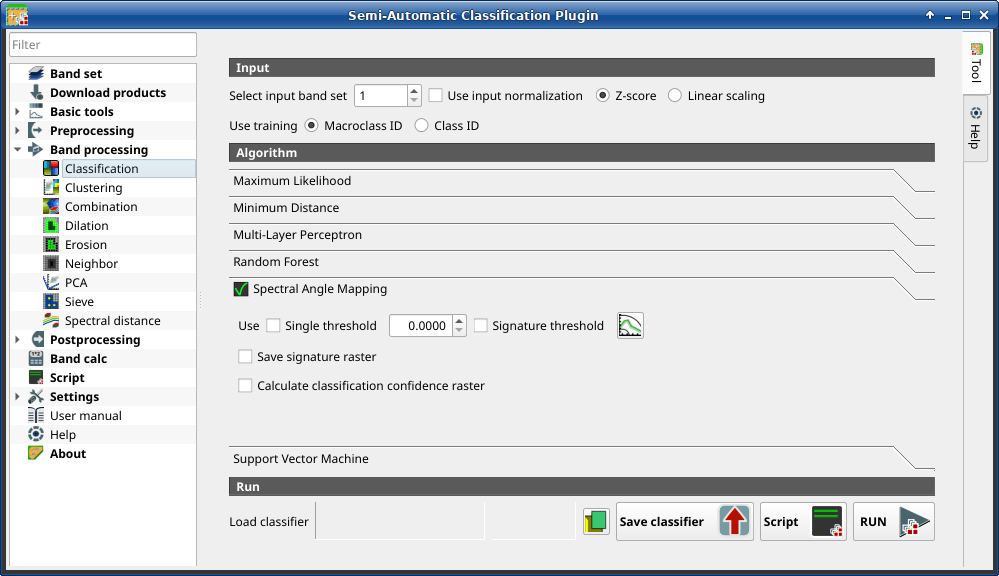 Semi-Automatic Classification Plugin
Filter
Band set
Download products
Basic tools
Preprocessing
Band processing
Classification
Clustering
Combination
Dilation
Erosion
Neighbor
PCA
Sieve
Spectral distance
Postprocessing
Band calc
Script
Settings
User manual
Help
About
Input
Select input band set 1 Use input normalization Z-score Linear scaling
Use training Macroclass ID Class ID
Algorithm
Maximum Likelihood
Minimum Distance
Multi-Layer Perceptron
Random Forest
Spectral Angle Mapping
Use Single threshold 0.0000 Signature threshold
Save signature raster
Calculate classification confidence raster
Support Vector Machine
Run
Load classifier Save classifier Script RUN
Tool
Help